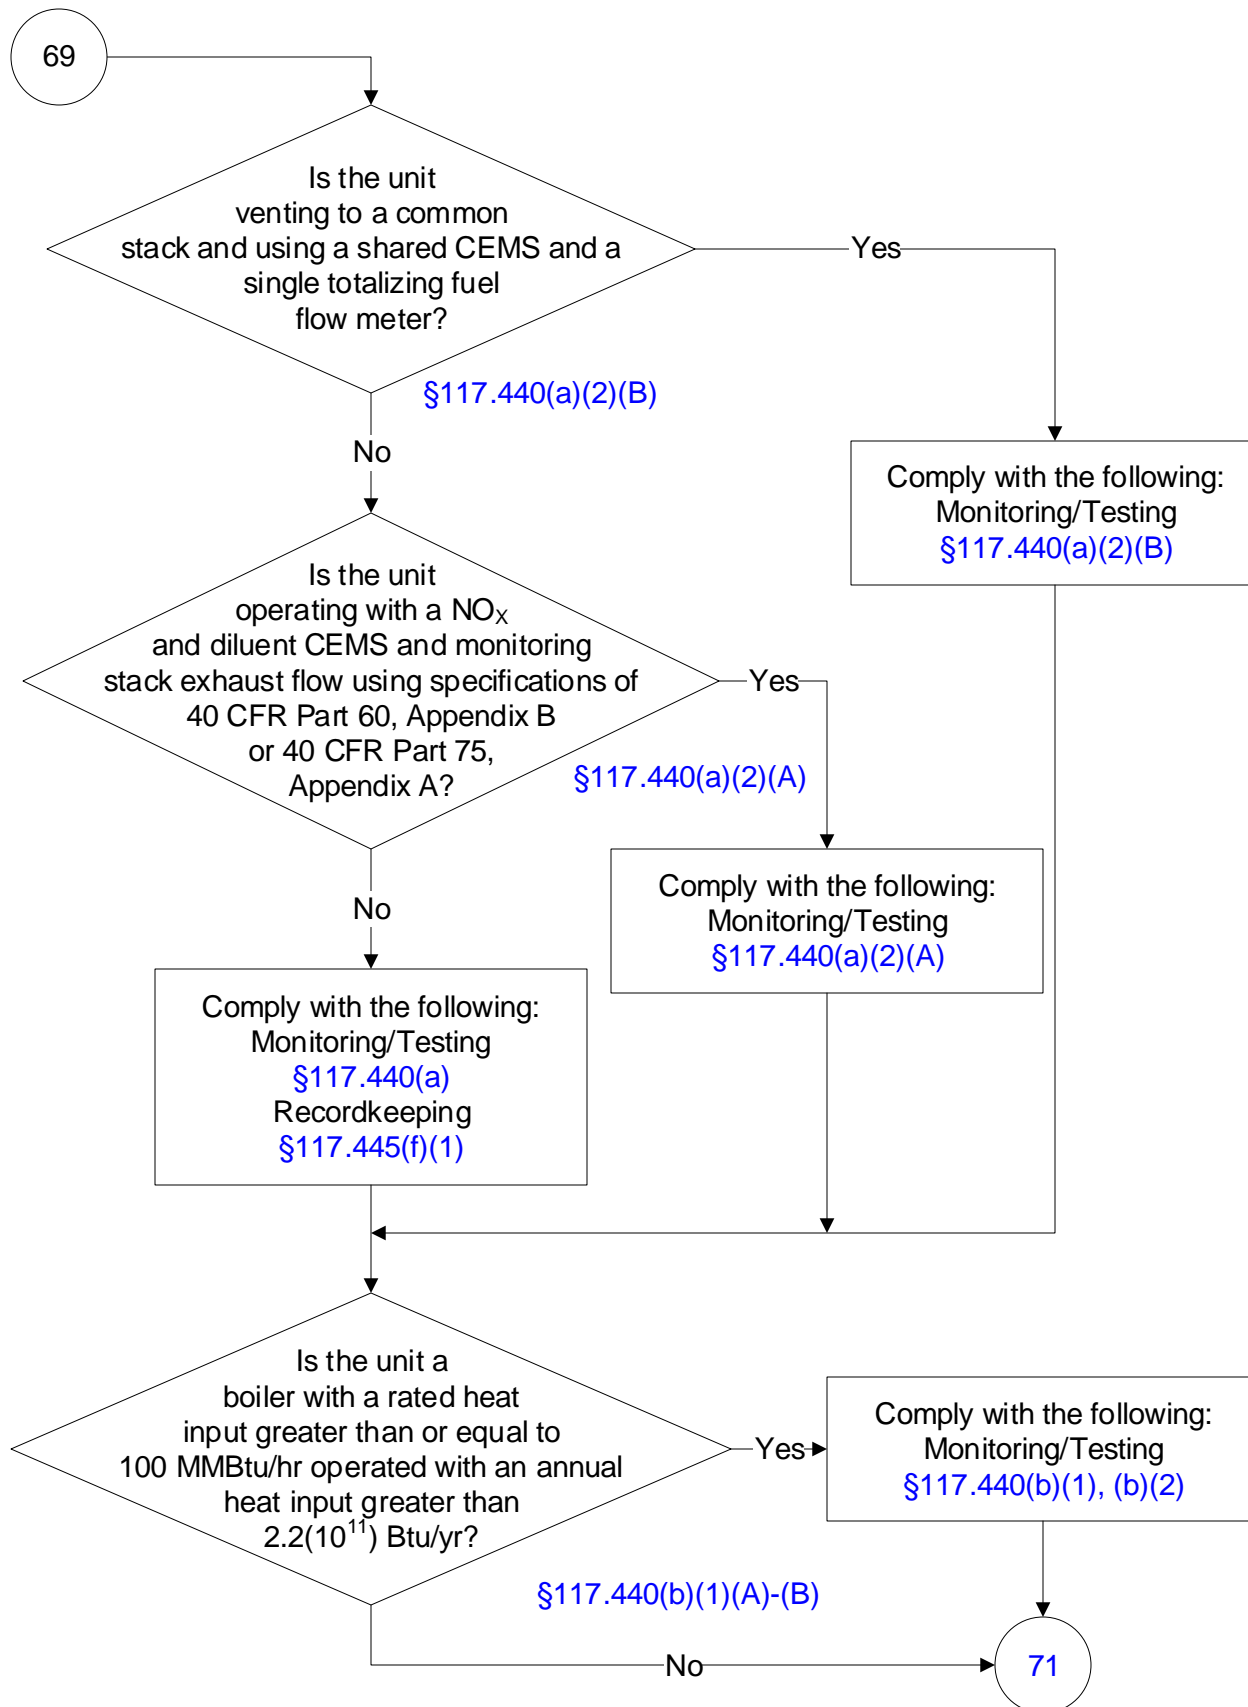 69
Is the unit
venting to a common
stack and using a shared CEMS and a
single totalizing fuel
flow meter?
Yes
§117.440(a)(2)(B)
No
Comply with the following:
Monitoring/Testing
§117.440(a)(2)(B)
Is the unit
operating with a NOX
and diluent CEMS and monitoring
stack exhaust flow using specifications of
40 CFR Part 60, Appendix B
or 40 CFR Part 75,
Appendix A?
Yes
§117.440(a)(2)(A)
No
Comply with the following:
Monitoring/Testing
§117.440(a)(2)(A)
Comply with the following:
Monitoring/Testing
§117.440(a)
Recordkeeping
§117.445(f)(1)
Is the unit a
boiler with a rated heat
input greater than or equal to
100 MMBtu/hr operated with an annual
heat input greater than
2.2(10¹¹) Btu/yr?
Yes
Comply with the following:
Monitoring/Testing
§117.440(b)(1), (b)(2)
§117.440(b)(1)(A)-(B)
No
71